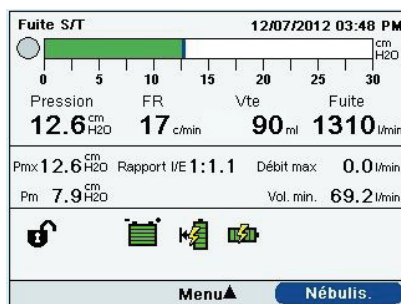 Fuite S/T 12/07/2012 03:48 PM
cm
H2O
0 5 10 15 20 25 30
Pression FR Vte Fuite
12.6 cm H2O 17 c/min 90 ml 1310 l/min
Pmx 12.6 cm H2O Rapport I/E 1:1.1 Débit max 0.0 l/min
Pm 7.9 cm H2O Vol. min. 69.2 l/min
Menu▲ Nébulis.